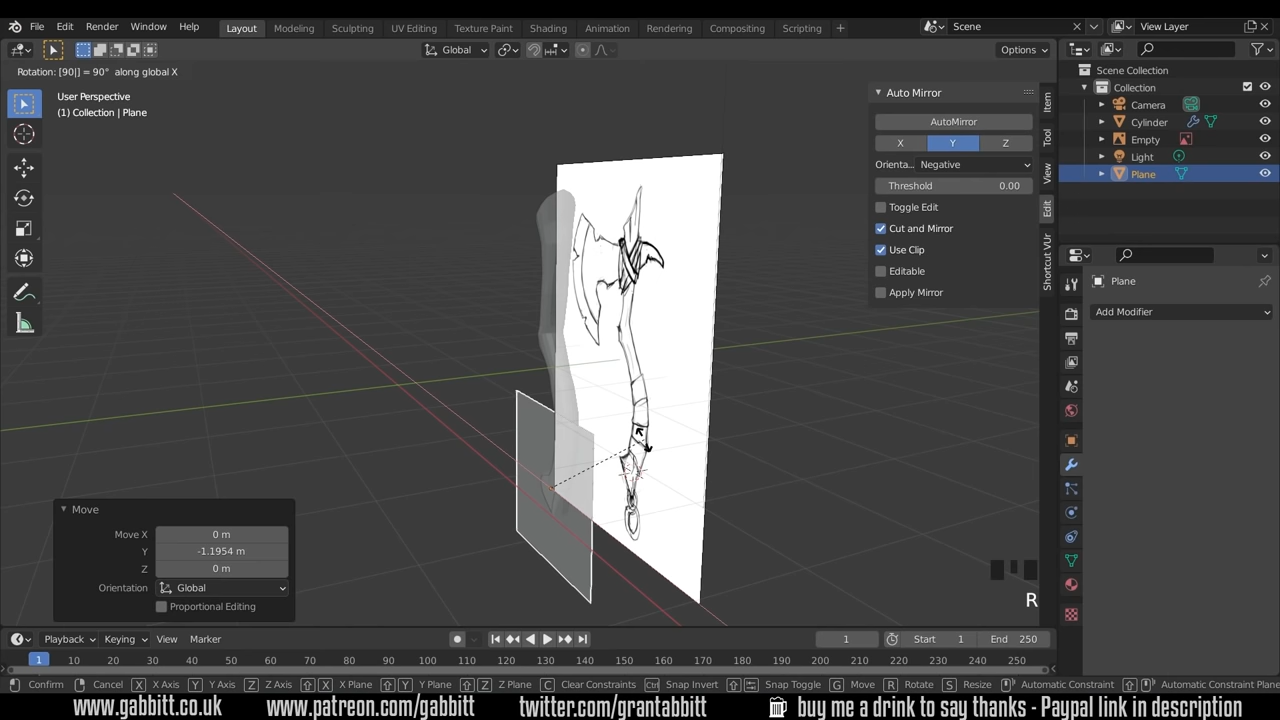 File Edit Render Window Help Layout Modeling Sculpting UV Editing Texture Paint Shading Animation Rendering Compositing Scripting + Scene View Layer
Global Options
Rotation: [90|] = 90° along global X
User Perspective
(1) Collection | Plane
Auto Mirror
AutoMirror
X Y Z
Orienta.. Negative
Threshold 0.00
Toggle Edit
Cut and Mirror
Use Clip
Editable
Apply Mirror
Item
Tool
View
Edit
Shortcut VUr
Scene Collection
Collection
Camera
Cylinder
Empty
Light
Plane
Plane
Add Modifier
Move
Move X 0 m
Y -1.1954 m
Z 0 m
Orientation Global
Proportional Editing
R
Playback Keying View Marker 1 Start 1 End 250
1 10 20 30 40 50 60 70 80 90 100 110 120 130 140 150 160 170 180 190 200 210 220 230 240 250
Confirm Cancel X X Axis Y Y Axis Z Z Axis X X Plane Y Y Plane Z Z Plane C Clear Constraints Ctrl Snap Invert Snap Toggle G Move R Rotate S Resize Automatic Constraint Automatic Constraint Plane
www.gabbitt.co.uk www.patreon.com/gabbitt twitter.com/grantabbitt buy me a drink to say thanks - Paypal link in description